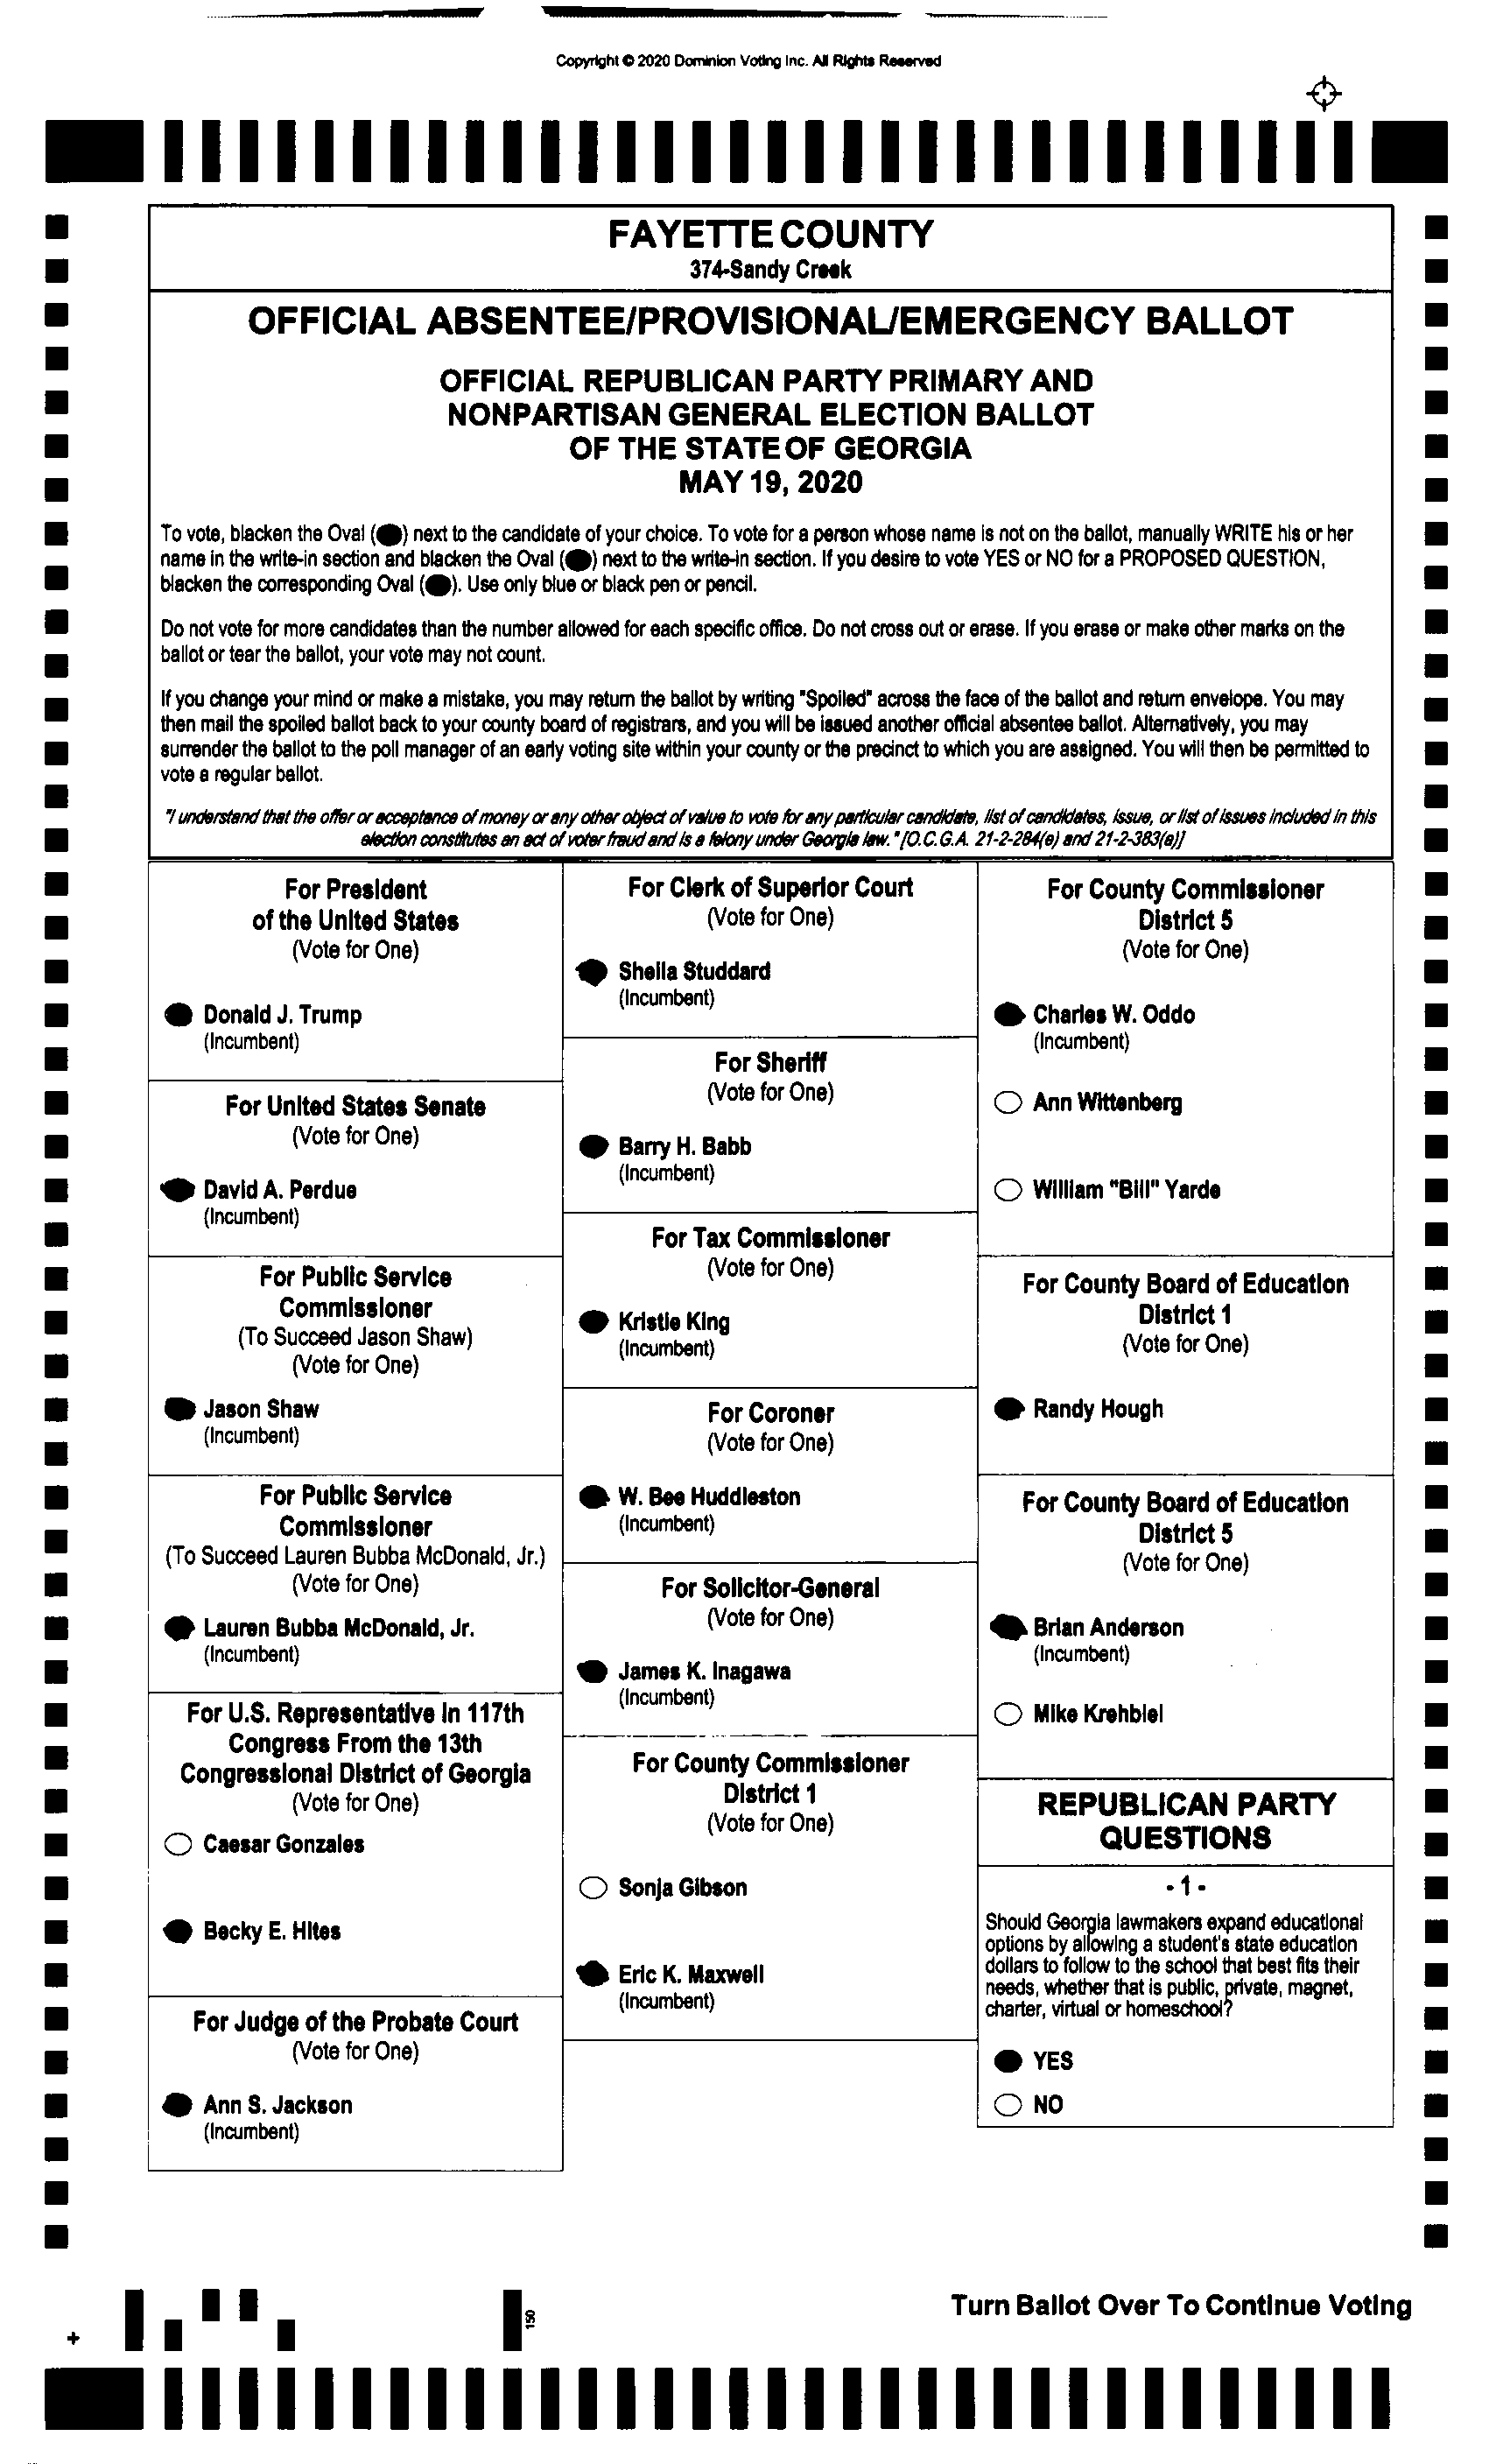 Copyright © 2020 Dominion Voting Inc. All Rights Reserved
FAYETTE COUNTY
374-Sandy Creek
OFFICIAL ABSENTEE/PROVISIONAL/EMERGENCY BALLOT
OFFICIAL REPUBLICAN PARTY PRIMARY AND
NONPARTISAN GENERAL ELECTION BALLOT
OF THE STATE OF GEORGIA
MAY 19, 2020
To vote, blacken the Oval ( ) next to the candidate of your choice. To vote for a person whose name is not on the ballot, manually WRITE his or her
name in the write-in section and blacken the Oval ( ) next to the write-in section. If you desire to vote YES or NO for a PROPOSED QUESTION,
blacken the corresponding Oval ( ). Use only blue or black pen or pencil.
Do not vote for more candidates than the number allowed for each specific office. Do not cross out or erase. If you erase or make other marks on the
ballot or tear the ballot, your vote may not count.
If you change your mind or make a mistake, you may return the ballot by writing "Spoiled" across the face of the ballot and return envelope. You may
then mail the spoiled ballot back to your county board of registrars, and you will be issued another official absentee ballot. Alternatively, you may
surrender the ballot to the poll manager of an early voting site within your county or the precinct to which you are assigned. You will then be permitted to
vote a regular ballot.
"I understand that the offer or acceptance of money or any other object of value to vote for any particular candidate, list of candidates, issue, or list of issues included in this
election constitutes an act of voter fraud and is a felony under Georgia law." [O.C.G.A. 21-2-284(e) and 21-2-383(a)]
For President
of the United States
(Vote for One)
Donald J. Trump
(Incumbent)
For United States Senate
(Vote for One)
David A. Perdue
(Incumbent)
For Public Service
Commissioner
(To Succeed Jason Shaw)
(Vote for One)
Jason Shaw
(Incumbent)
For Public Service
Commissioner
(To Succeed Lauren Bubba McDonald, Jr.)
(Vote for One)
Lauren Bubba McDonald, Jr.
(Incumbent)
For U.S. Representative in 117th
Congress From the 13th
Congressional District of Georgia
(Vote for One)
Caesar Gonzales
Becky E. Hites
For Judge of the Probate Court
(Vote for One)
Ann S. Jackson
(Incumbent)
For Clerk of Superior Court
(Vote for One)
Sheila Studdard
(Incumbent)
For Sheriff
(Vote for One)
Barry H. Babb
(Incumbent)
For Tax Commissioner
(Vote for One)
Kristie King
(Incumbent)
For Coroner
(Vote for One)
W. Bee Huddleston
(Incumbent)
For Solicitor-General
(Vote for One)
James K. Inagawa
(Incumbent)
For County Commissioner
District 1
(Vote for One)
Sonja Gibson
Eric K. Maxwell
(Incumbent)
For County Commissioner
District 5
(Vote for One)
Charles W. Oddo
(Incumbent)
Ann Wittenberg
William "Bill" Yarde
For County Board of Education
District 1
(Vote for One)
Randy Hough
For County Board of Education
District 5
(Vote for One)
Brian Anderson
(Incumbent)
Mike Krehbiel
REPUBLICAN PARTY
QUESTIONS
- 1 -
Should Georgia lawmakers expand educational
options by allowing a student's state education
dollars to follow to the school that best fits their
needs, whether that is public, private, magnet,
charter, virtual or homeschool?
YES
NO
Turn Ballot Over To Continue Voting
150